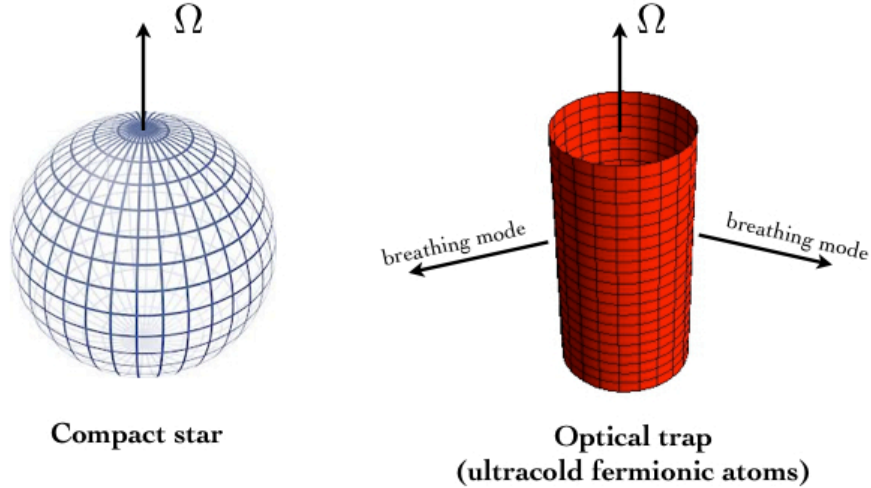 Ω
Ω
breathing mode
breathing mode
Compact star
Optical trap
(ultracold fermionic atoms)